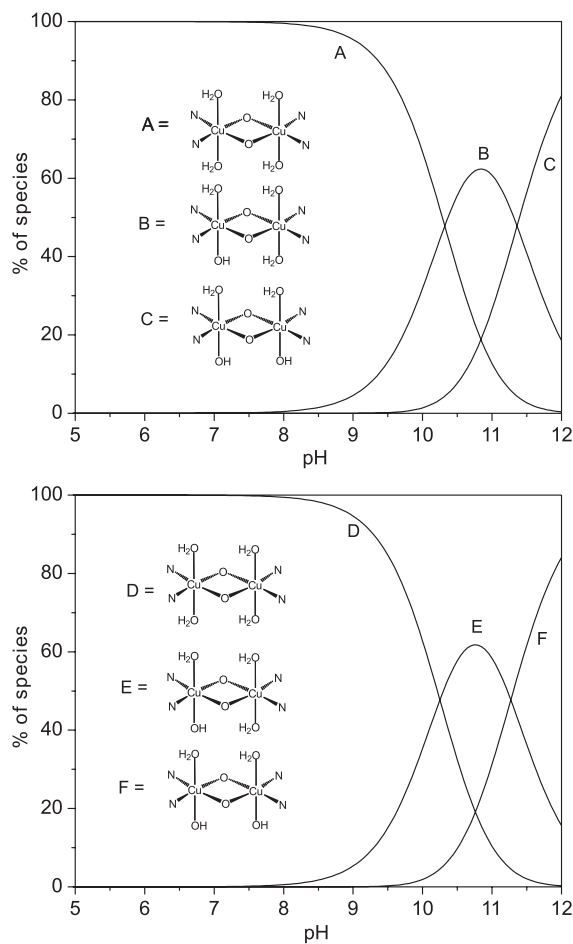 100
80
60
40
20
0
% of species
A
B
C
A =
H₂O H₂O
N N
Cu O Cu
N O N
H₂O H₂O
B =
H₂O H₂O
N N
Cu O Cu
N O N
OH H₂O
C =
H₂O H₂O
N N
Cu O Cu
N O N
OH OH
5 6 7 8 9 10 11 12
pH
100
80
60
40
20
0
% of species
D
E
F
D =
H₂O H₂O
N N
Cu O Cu
N O N
H₂O H₂O
E =
H₂O H₂O
N N
Cu O Cu
N O N
OH H₂O
F =
H₂O H₂O
N N
Cu O Cu
N O N
OH OH
5 6 7 8 9 10 11 12
pH